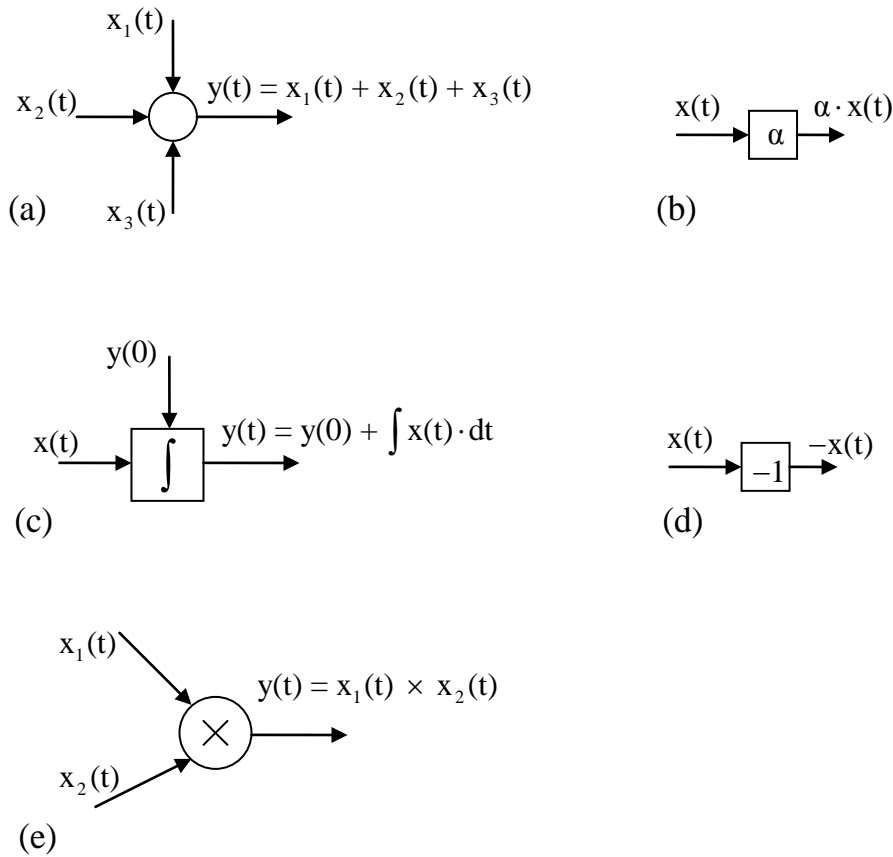 x₁(t)
x₂(t)
y(t) = x₁(t) + x₂(t) + x₃(t)
x₃(t)
(a)
x(t)
α
α · x(t)
(b)
y(0)
x(t)
∫
y(t) = y(0) + ∫ x(t) · dt
(c)
x(t)
−1
−x(t)
(d)
x₁(t)
x₂(t)
×
y(t) = x₁(t) × x₂(t)
(e)